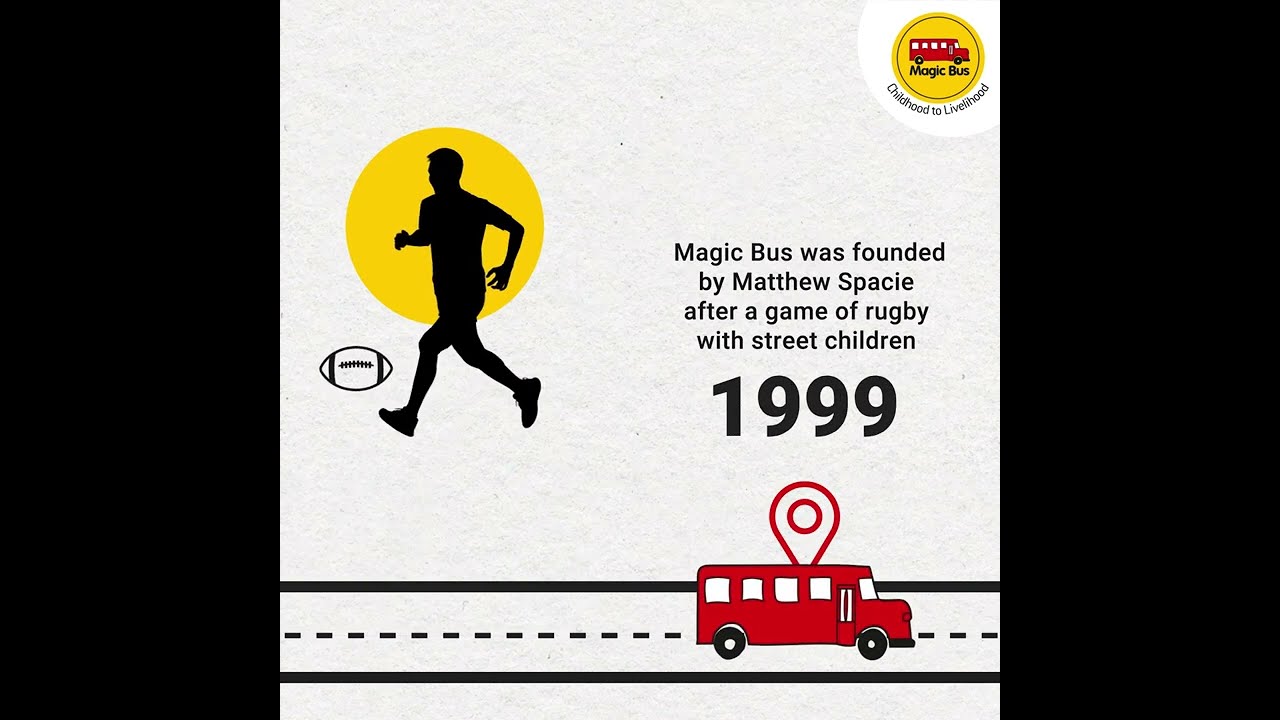 Magic Bus
Childhood to Livelihood
Magic Bus was founded
by Matthew Spacie
after a game of rugby
with street children
1999